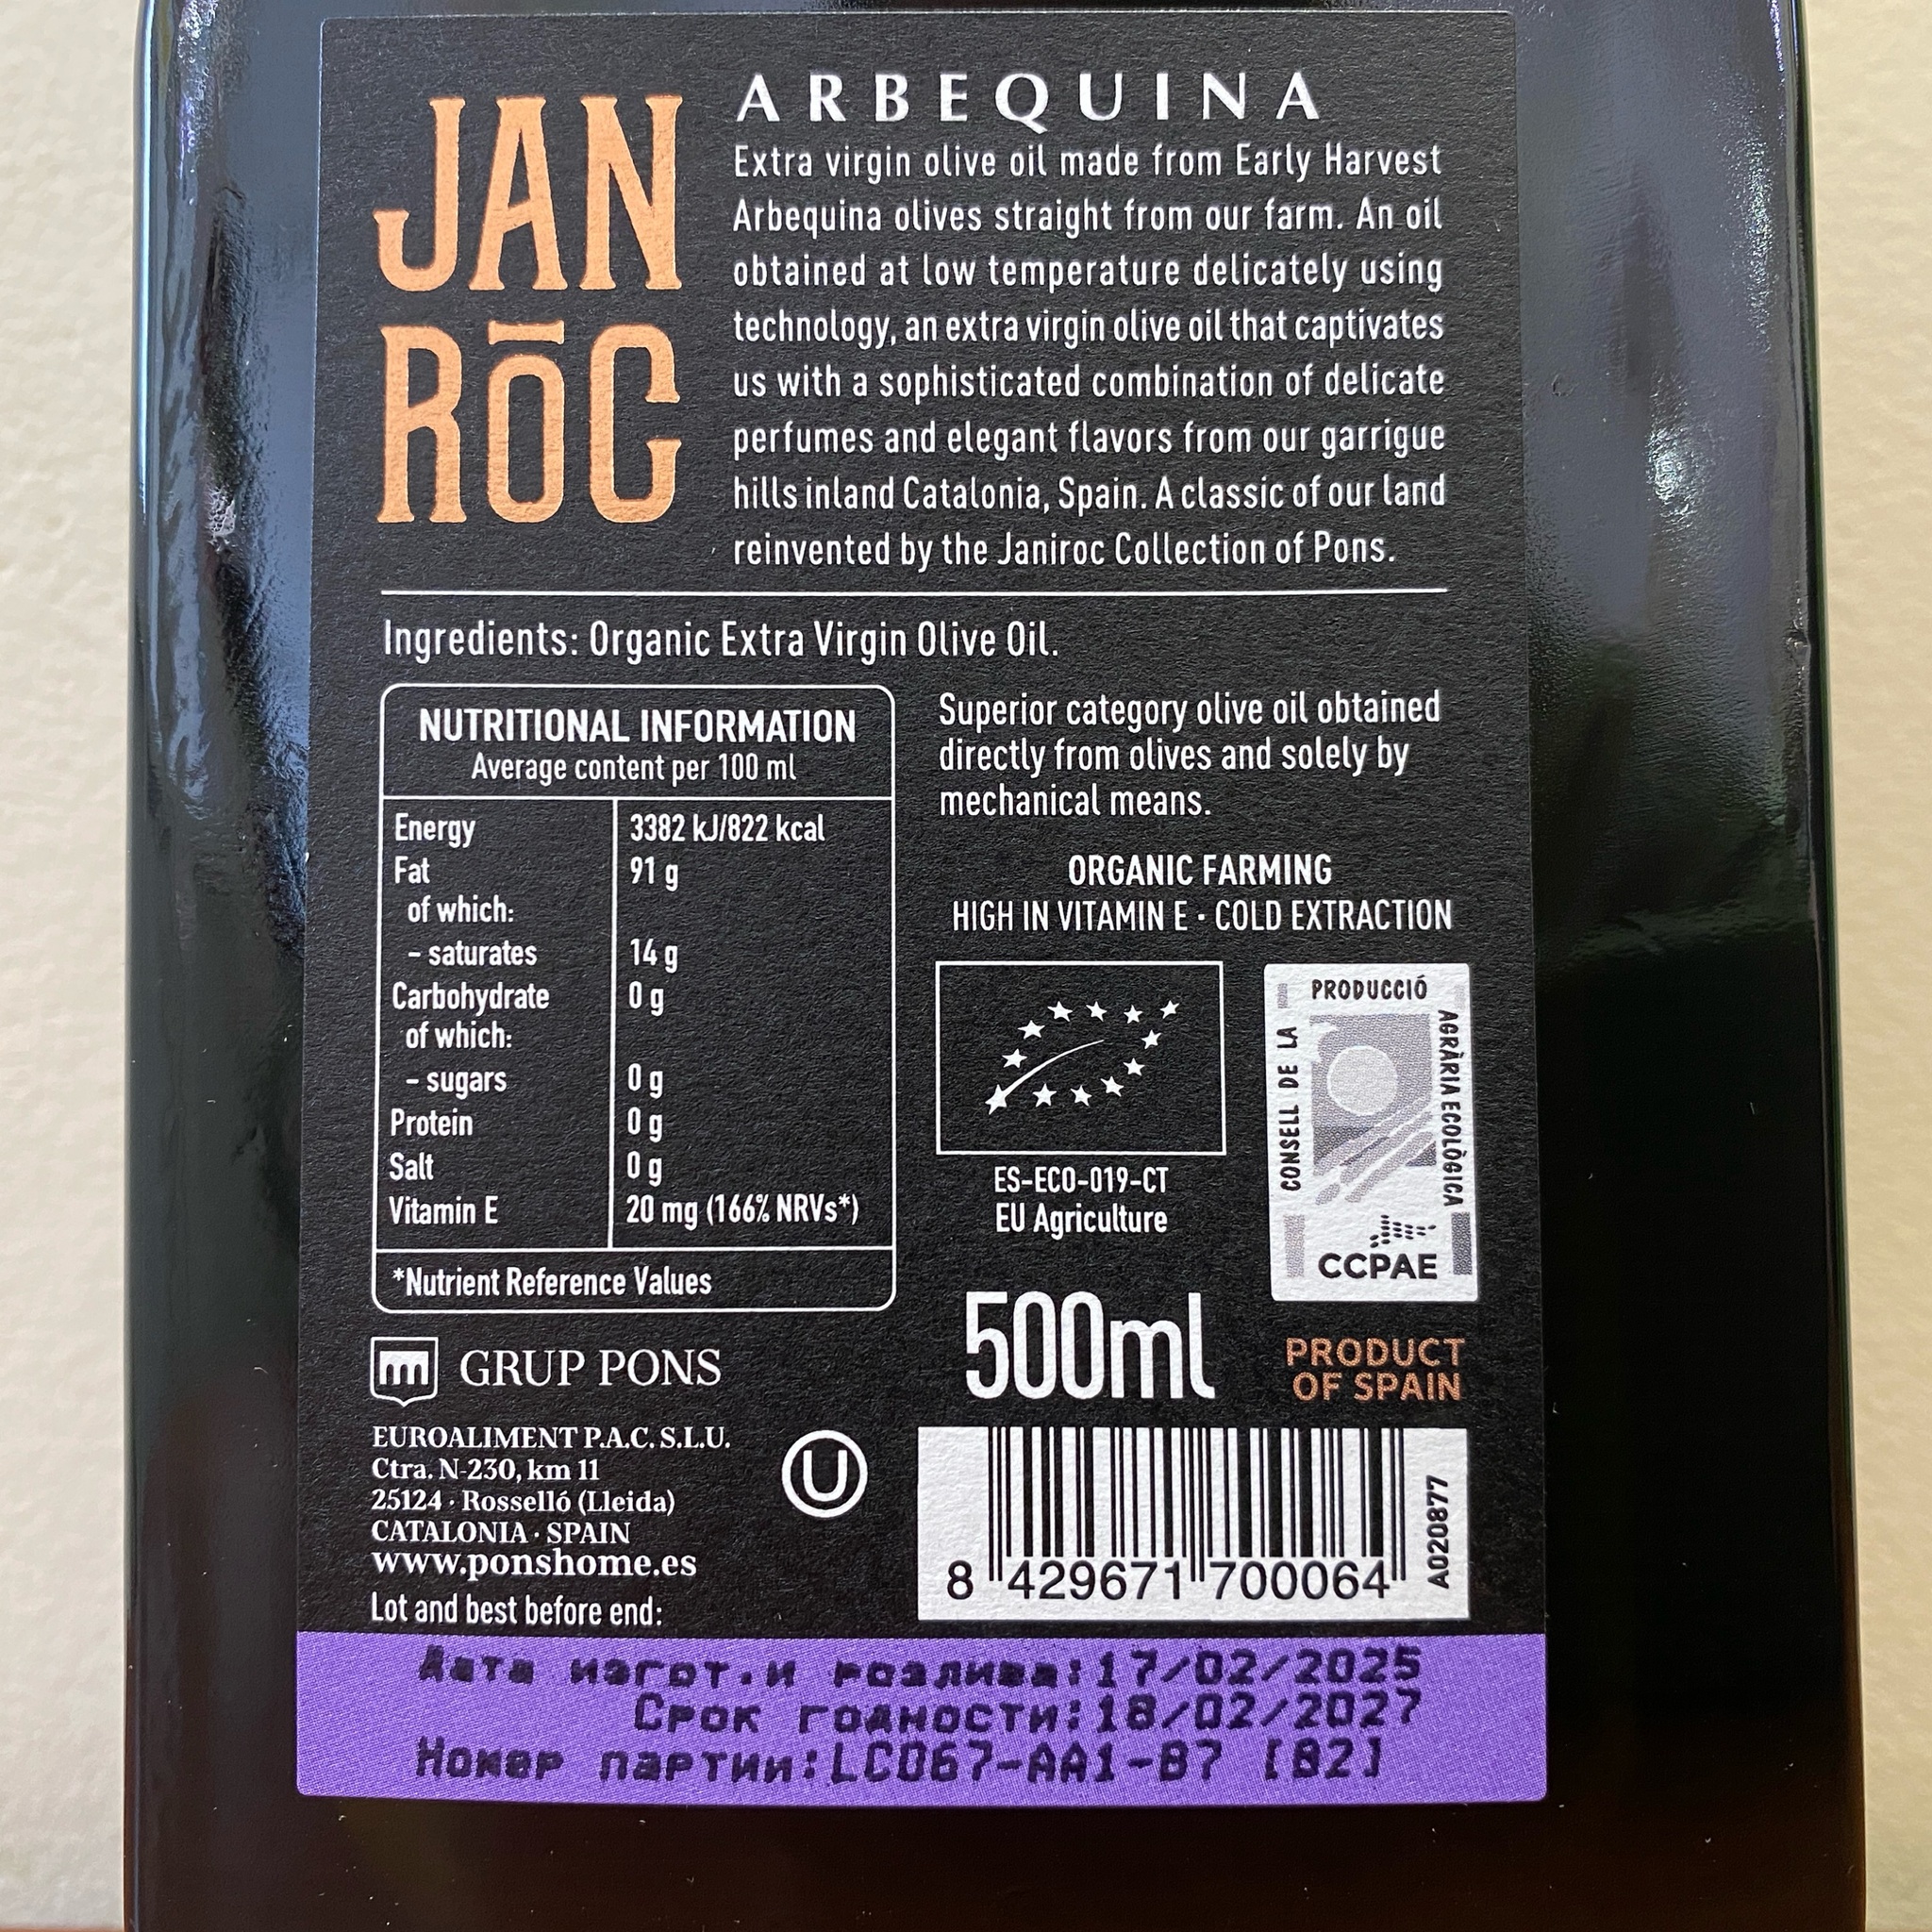 JAN
RŌC
ARBEQUINA
Extra virgin olive oil made from Early Harvest
Arbequina olives straight from our farm. An oil
obtained at low temperature delicately using
technology, an extra virgin olive oil that captivates
us with a sophisticated combination of delicate
perfumes and elegant flavors from our garrigue
hills inland Catalonia, Spain. A classic of our land
reinvented by the Janiroc Collection of Pons.
Ingredients: Organic Extra Virgin Olive Oil.
NUTRITIONAL INFORMATION
Average content per 100 ml
Energy 3382 kJ/822 kcal
Fat 91 g
of which:
- saturates 14 g
Carbohydrate 0 g
of which:
- sugars 0 g
Protein 0 g
Salt 0 g
Vitamin E 20 mg (166% NRVs*)
*Nutrient Reference Values
Superior category olive oil obtained
directly from olives and solely by
mechanical means.
ORGANIC FARMING
HIGH IN VITAMIN E · COLD EXTRACTION
ES-ECO-019-CT
EU Agriculture
CONSELL DE LA
PRODUCCIÓ
AGRÀRIA ECOLÒGICA
CCPAE
500ml
PRODUCT
OF SPAIN
GRUP PONS
EUROALIMENT P.A.C. S.L.U.
Ctra. N-230, km 11
25124 · Rosselló (Lleida)
CATALONIA · SPAIN
www.ponshome.es
Lot and best before end:
U
8 429671 700064
A020877
Дата изгот.и розлива:17/02/2025
Срок годности:18/02/2027
Номер партии:LC067-AA1-B7 [82]